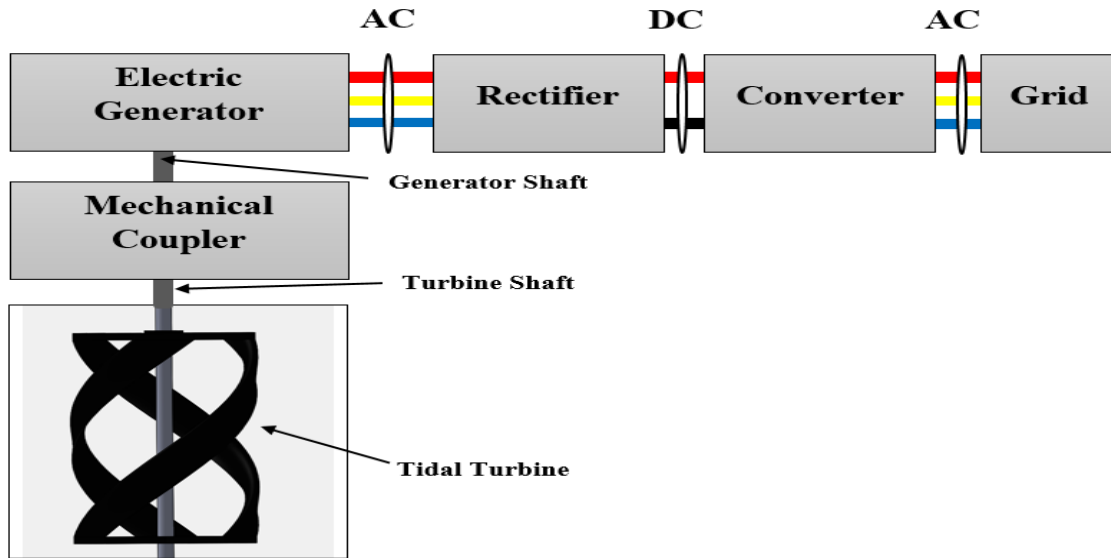 AC
DC
AC
Electric
Generator
Rectifier
Converter
Grid
Generator Shaft
Mechanical
Coupler
Turbine Shaft
Tidal Turbine